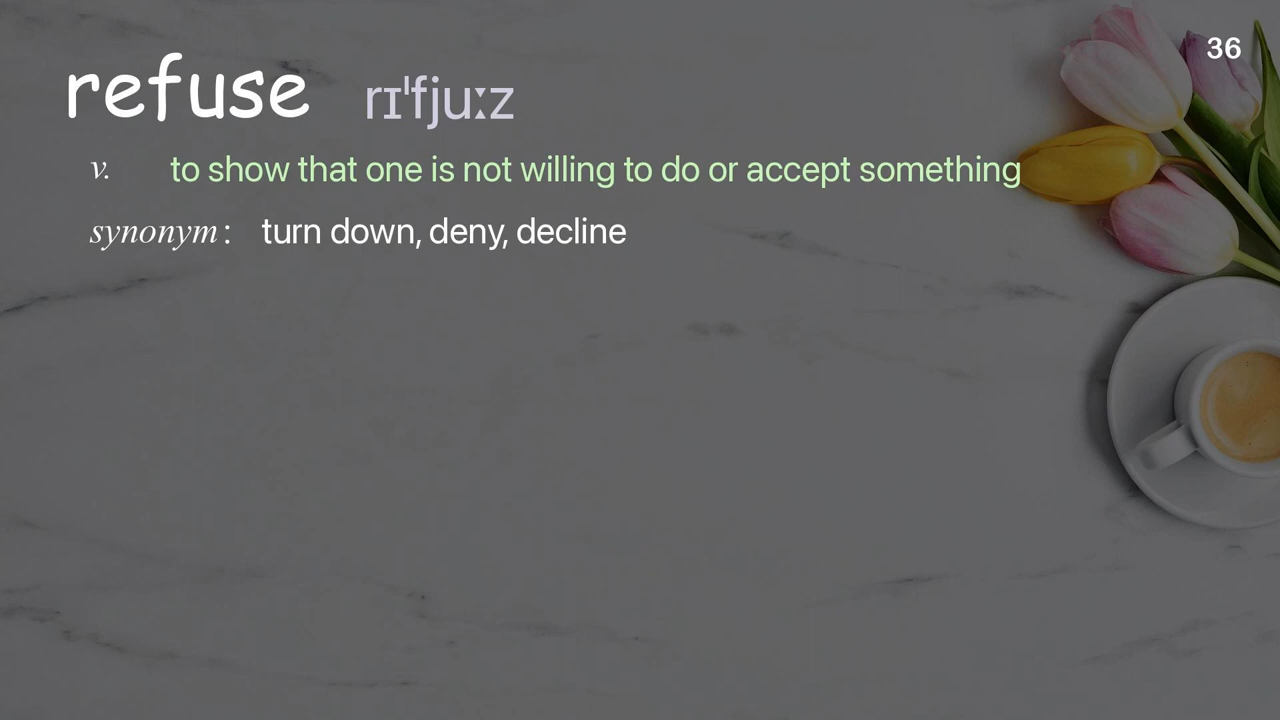 36
refuse rɪˈfjuːz
v. to show that one is not willing to do or accept something
synonym: turn down, deny, decline